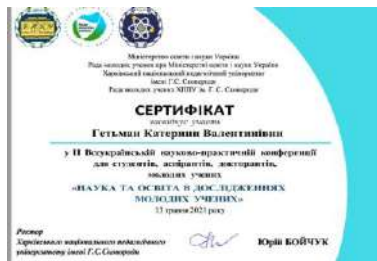 Міністерство освіти і науки України
Рада молодих учених при Міністерстві освіти і науки України
Харківський національний педагогічний університет
імені Г.С. Сковороди
Рада молодих учених ХНПУ ім. Г. С. Сковороди
СЕРТИФІКАТ
засвідчує участь
Гетьман Катерини Валентинівни
у ІІ Всеукраїнській науково-практичній конференції
для студентів, аспірантів, докторантів,
молодих учених
«НАУКА ТА ОСВІТА В ДОСЛІДЖЕННЯХ
МОЛОДИХ УЧЕНИХ»
13 травня 2021 року
Ректор
Харківського національного педагогічного
університету імені Г.С.Сковороди
Юрій БОЙЧУК